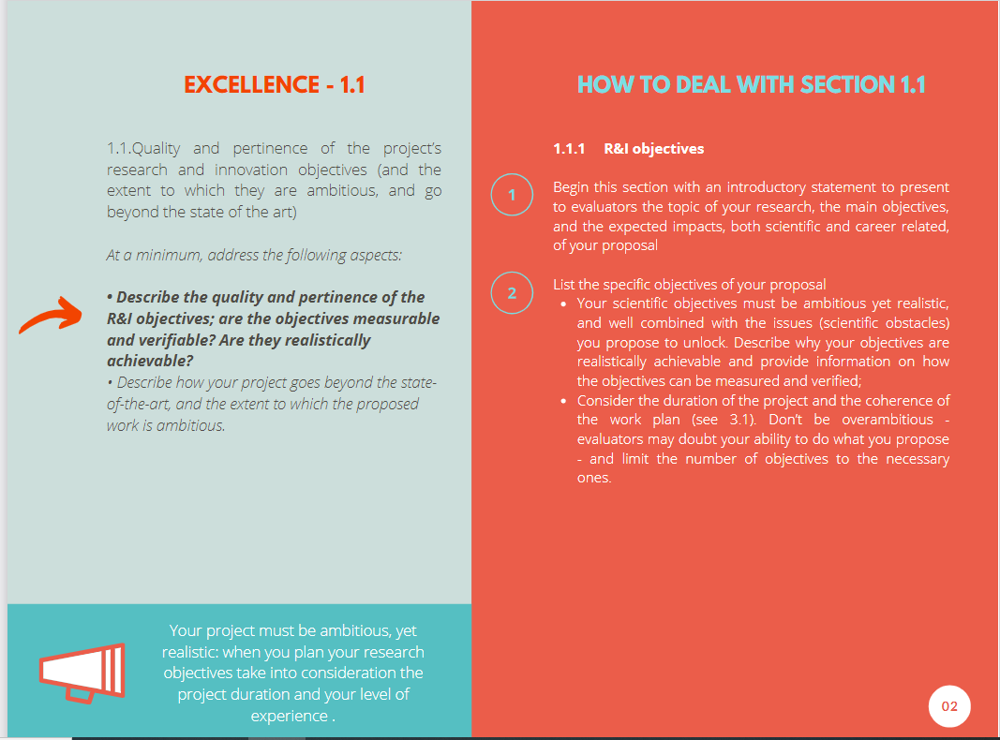 EXCELLENCE - 1.1
1.1.Quality and pertinence of the project's
research and innovation objectives (and the
extent to which they are ambitious, and go
beyond the state of the art)
At a minimum, address the following aspects:
• Describe the quality and pertinence of the
R&I objectives; are the objectives measurable
and verifiable? Are they realistically
achievable?
• Describe how your project goes beyond the state-
of-the-art, and the extent to which the proposed
work is ambitious.
Your project must be ambitious, yet
realistic: when you plan your research
objectives take into consideration the
project duration and your level of
experience .
HOW TO DEAL WITH SECTION 1.1
1.1.1 R&I objectives
1
Begin this section with an introductory statement to present
to evaluators the topic of your research, the main objectives,
and the expected impacts, both scientific and career related,
of your proposal
2
List the specific objectives of your proposal
• Your scientific objectives must be ambitious yet realistic,
and well combined with the issues (scientific obstacles)
you propose to unlock. Describe why your objectives are
realistically achievable and provide information on how
the objectives can be measured and verified;
• Consider the duration of the project and the coherence of
the work plan (see 3.1). Don't be overambitious -
evaluators may doubt your ability to do what you propose
- and limit the number of objectives to the necessary
ones.
02